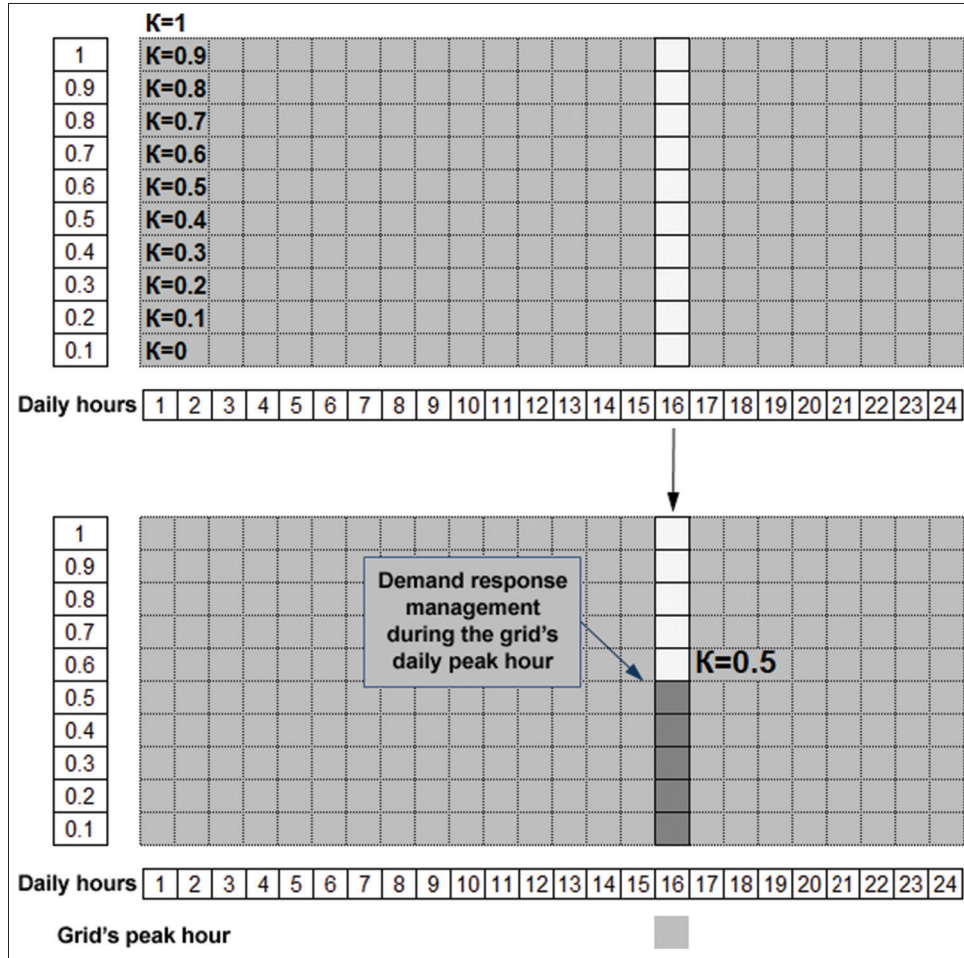 K=1
1 K=0.9
0.9 K=0.8
0.8 K=0.7
0.7 K=0.6
0.6 K=0.5
0.5 K=0.4
0.4 K=0.3
0.3 K=0.2
0.2 K=0.1
0.1 K=0
Daily hours 1 2 3 4 5 6 7 8 9 10 11 12 13 14 15 16 17 18 19 20 21 22 23 24
1
0.9
0.8
0.7
0.6
0.5
0.4
0.3
0.2
0.1
Demand response
management
during the grid's
daily peak hour
K=0.5
Daily hours 1 2 3 4 5 6 7 8 9 10 11 12 13 14 15 16 17 18 19 20 21 22 23 24
Grid's peak hour